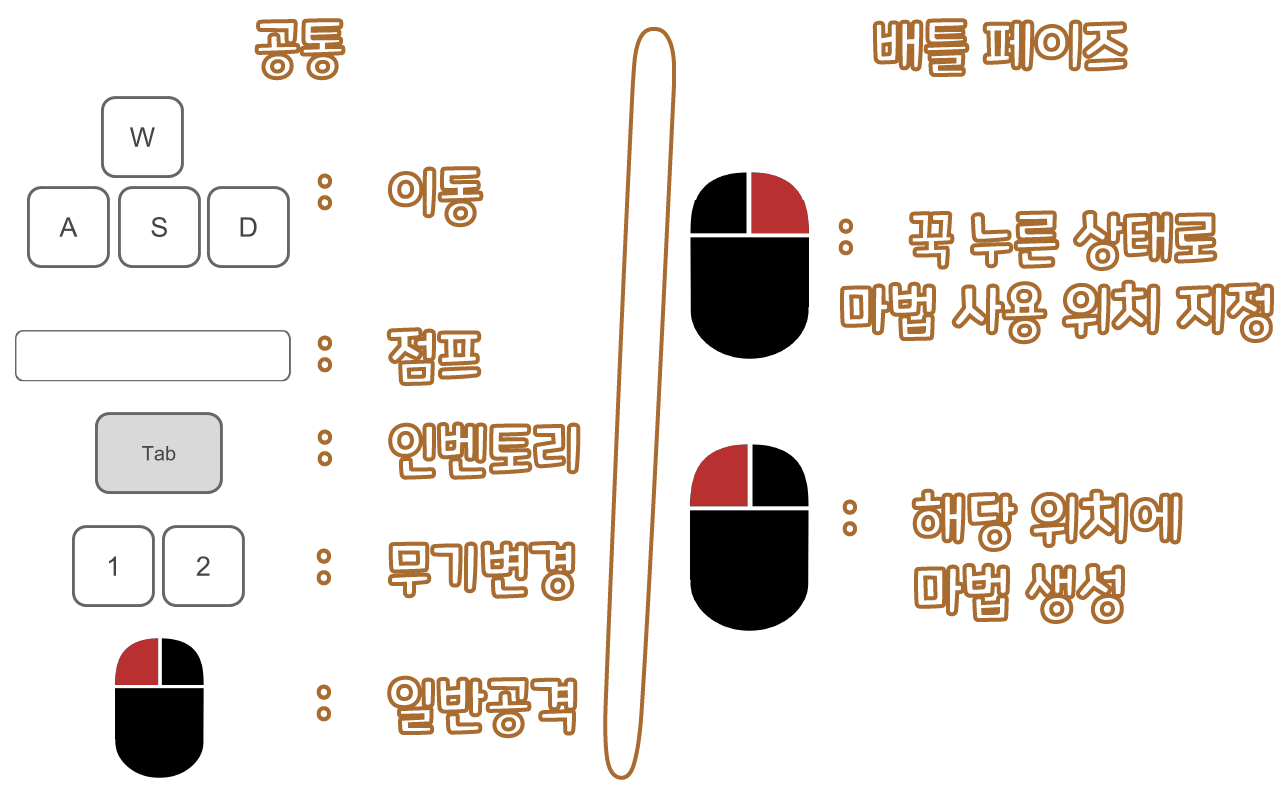 공통
W
A S D
: 이동
: 점프
Tab : 인벤토리
1 2 : 무기변경
: 일반공격
배틀 페이즈
: 꾹 누른 상태로
마법 사용 위치 지정
: 해당 위치에
마법 생성